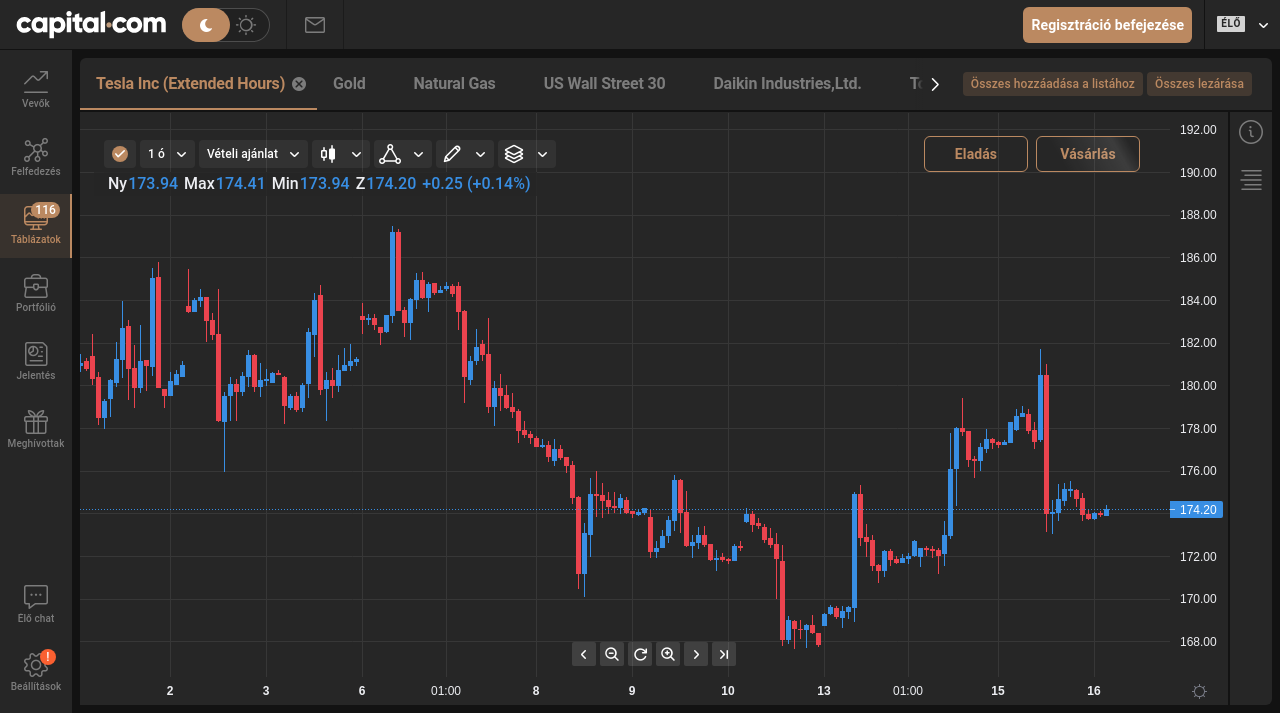 capital.com
Regisztráció befejezése
ÉLŐ
Vevők
Felfedezés
116
Táblázatok
Portfólió
Jelentés
Meghívottak
Elő chat
!
Beállítások
Tesla Inc (Extended Hours)
Gold
Natural Gas
US Wall Street 30
Daikin Industries,Ltd.
Összes hozzáadása a listához
Összes lezárása
1 ó
Vételi ajánlat
Eladás
Vásárlás
Ny173.94 Max174.41 Min173.94 Z174.20 +0.25 (+0.14%)
192.00
190.00
188.00
186.00
184.00
182.00
180.00
178.00
176.00
174.20
172.00
170.00
168.00
2
3
6
01:00
8
9
10
13
01:00
15
16